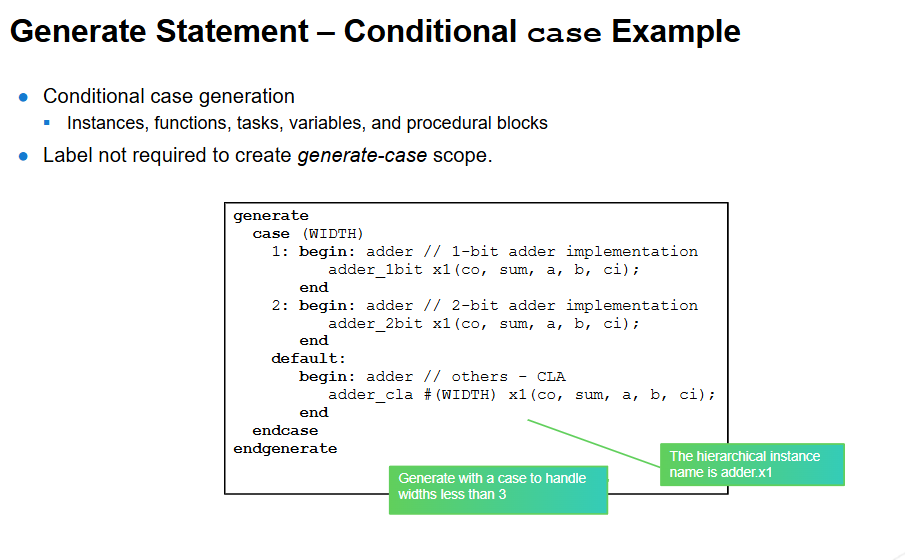 Generate Statement – Conditional case Example
Conditional case generation
Instances, functions, tasks, variables, and procedural blocks
Label not required to create generate-case scope.
generate
case (WIDTH)
1: begin: adder // 1-bit adder implementation
adder_1bit x1(co, sum, a, b, ci);
end
2: begin: adder // 2-bit adder implementation
adder_2bit x1(co, sum, a, b, ci);
end
default:
begin: adder // others - CLA
adder_cla #(WIDTH) x1(co, sum, a, b, ci);
end
endcase
endgenerate
The hierarchical instance
name is adder.x1
Generate with a case to handle
widths less than 3